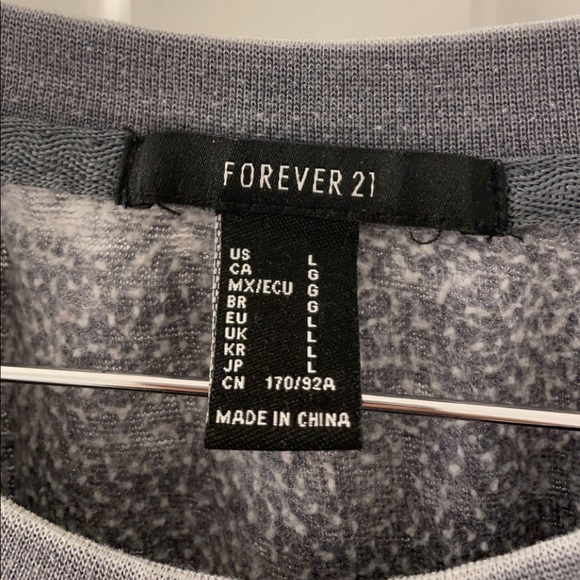 FOREVER 21
US L
CA G
MX/ECU G
BR G
EU L
UK L
KR L
JP L
CN 170/92A
MADE IN CHINA